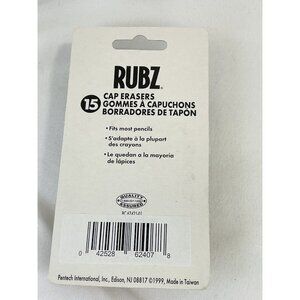 RUBZ.
15 CAP ERASERS
GOMMES À CAPUCHONS
BORRADORES DE TAPON
•Fits most pencils
•S'adapte à la plupart
des crayons
•Le quedan a la mayoria
de lápices
QUALITY
ASSURED
0 42528 62407 8
Pentech International, Inc., Edison, NJ 08817 ©1999, Made in Taiwan